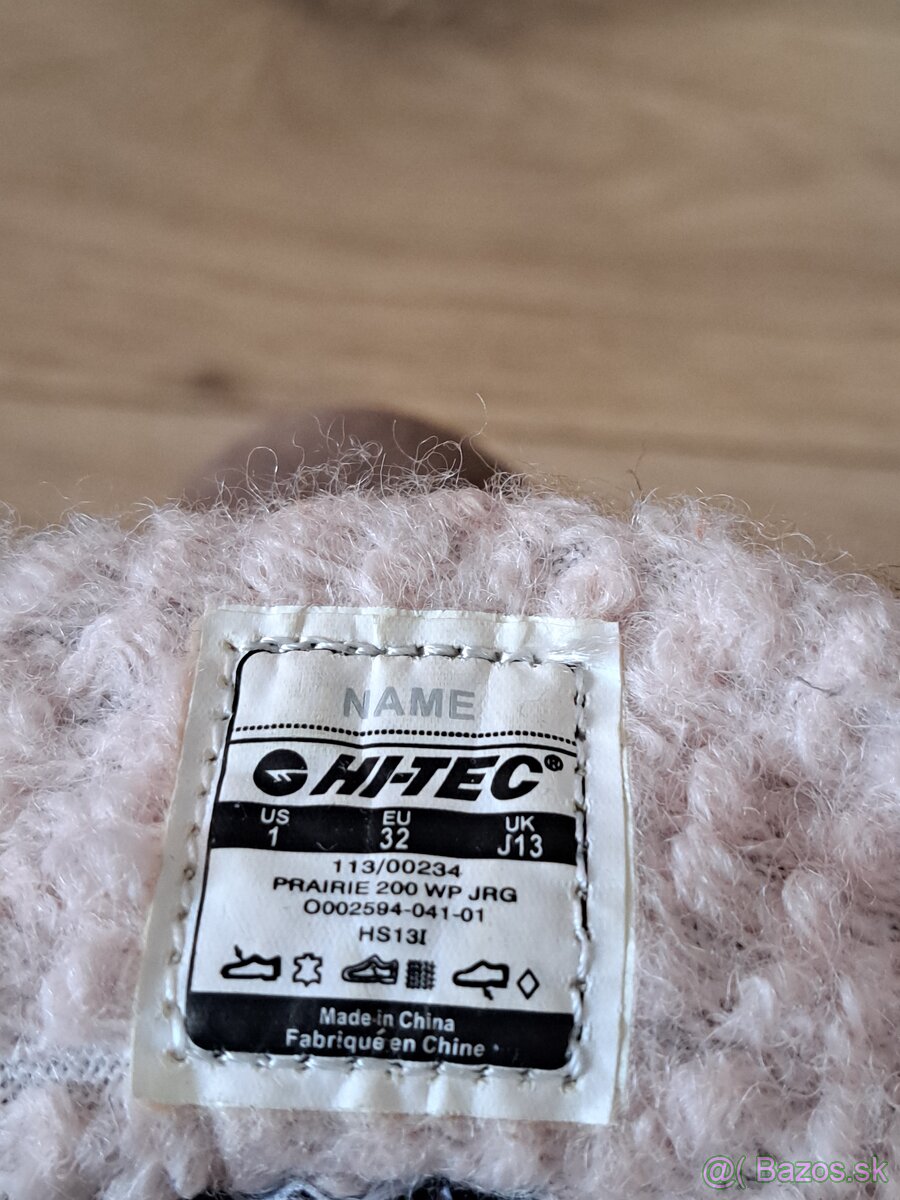 NAME
HI-TEC®
US EU UK
1 32 J13
113/00234
PRAIRIE 200 WP JRG
O002594-041-01
HS13I
Made in China
Fabriqué en Chine
@( Bazos.sk